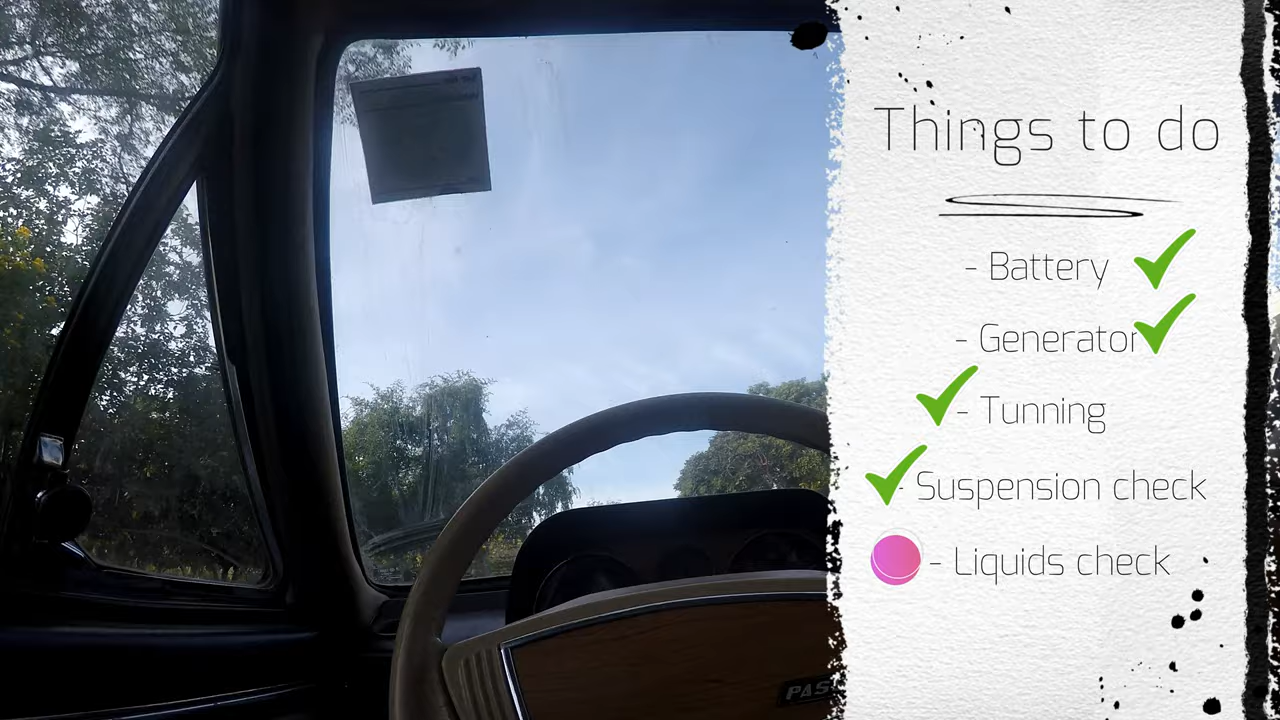 Things to do
- Battery
- Generator
- Tunning
- Suspension check
- Liquids check
PAS